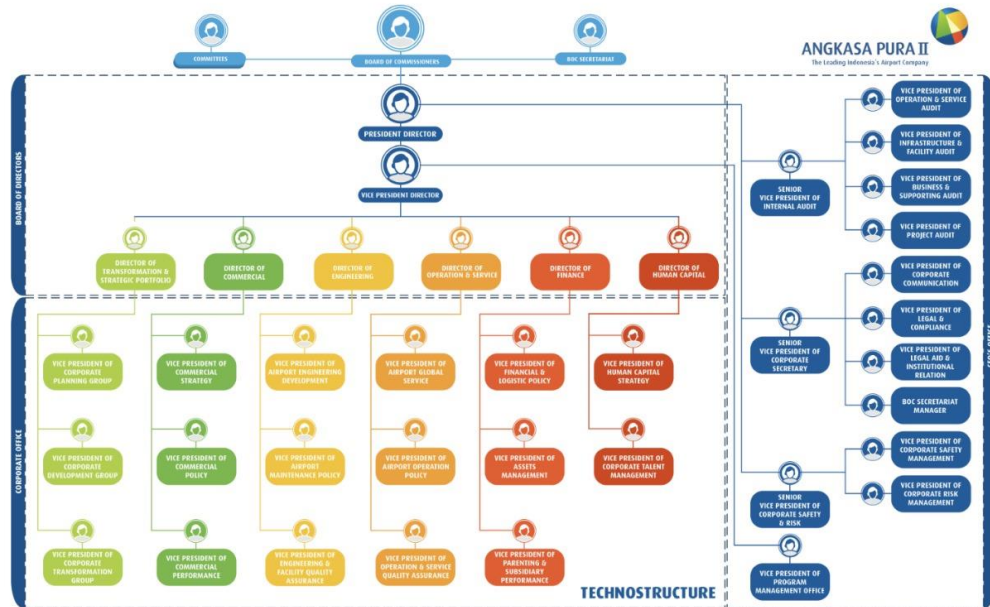 COMMITTEES
BOARD OF COMMISSIONERS
BOC SECRETARIAT
ANGKASA PURA II
The Leading Indonesia's Airport Company
BOARD OF DIRECTORS
PRESIDENT DIRECTOR
VICE PRESIDENT DIRECTOR
DIRECTOR OF
TRANSFORMATION &
STRATEGIC PORTFOLIO
DIRECTOR OF
COMMERCIAL
DIRECTOR OF
ENGINEERING
DIRECTOR OF
OPERATION & SERVICE
DIRECTOR OF
FINANCE
DIRECTOR OF
HUMAN CAPITAL
CORPORATE OFFICE
VICE PRESIDENT OF
CORPORATE
PLANNING GROUP
VICE PRESIDENT OF
COMMERCIAL
STRATEGY
VICE PRESIDENT OF
AIRPORT ENGINEERING
DEVELOPMENT
VICE PRESIDENT OF
AIRPORT GLOBAL
SERVICE
VICE PRESIDENT OF
FINANCIAL
& LOGISTIC POLICY
VICE PRESIDENT OF
HUMAN CAPITAL
STRATEGY
VICE PRESIDENT OF
CORPORATE
DEVELOPMENT GROUP
VICE PRESIDENT OF
COMMERCIAL
POLICY
VICE PRESIDENT OF
AIRPORT
MAINTENANCE POLICY
VICE PRESIDENT OF
AIRPORT OPERATION
POLICY
VICE PRESIDENT OF
ASSETS
MANAGEMENT
VICE PRESIDENT OF
CORPORATE TALENT
MANAGEMENT
VICE PRESIDENT OF
CORPORATE
TRANSFORMATION
GROUP
VICE PRESIDENT OF
COMMERCIAL
PERFORMANCE
VICE PRESIDENT OF
ENGINEERING &
FACILITY QUALITY
ASSURANCE
VICE PRESIDENT OF
OPERATION & SERVICE
QUALITY ASSURANCE
VICE PRESIDENT OF
PARENTING &
SUBSIDIARY
PERFORMANCE
TECHNOSTRUCTURE
SENIOR
VICE PRESIDENT OF
INTERNAL AUDIT
VICE PRESIDENT OF
OPERATION & SERVICE
AUDIT
VICE PRESIDENT OF
INFRASTRUCTURE &
FACILITY AUDIT
VICE PRESIDENT OF
BUSINESS &
SUPPORTING AUDIT
VICE PRESIDENT OF
PROJECT AUDIT
SENIOR
VICE PRESIDENT OF
CORPORATE
SECRETARY
VICE PRESIDENT OF
CORPORATE
COMMUNICATION
VICE PRESIDENT OF
LEGAL &
COMPLIANCE
VICE PRESIDENT OF
LEGAL AID &
INSTITUTIONAL
RELATION
BOC SECRETARIAT
MANAGER
SENIOR
VICE PRESIDENT OF
CORPORATE SAFETY
& RISK
VICE PRESIDENT OF
CORPORATE SAFETY
MANAGEMENT
VICE PRESIDENT OF
CORPORATE RISK
MANAGEMENT
VICE PRESIDENT OF
PROGRAM
MANAGEMENT OFFICE